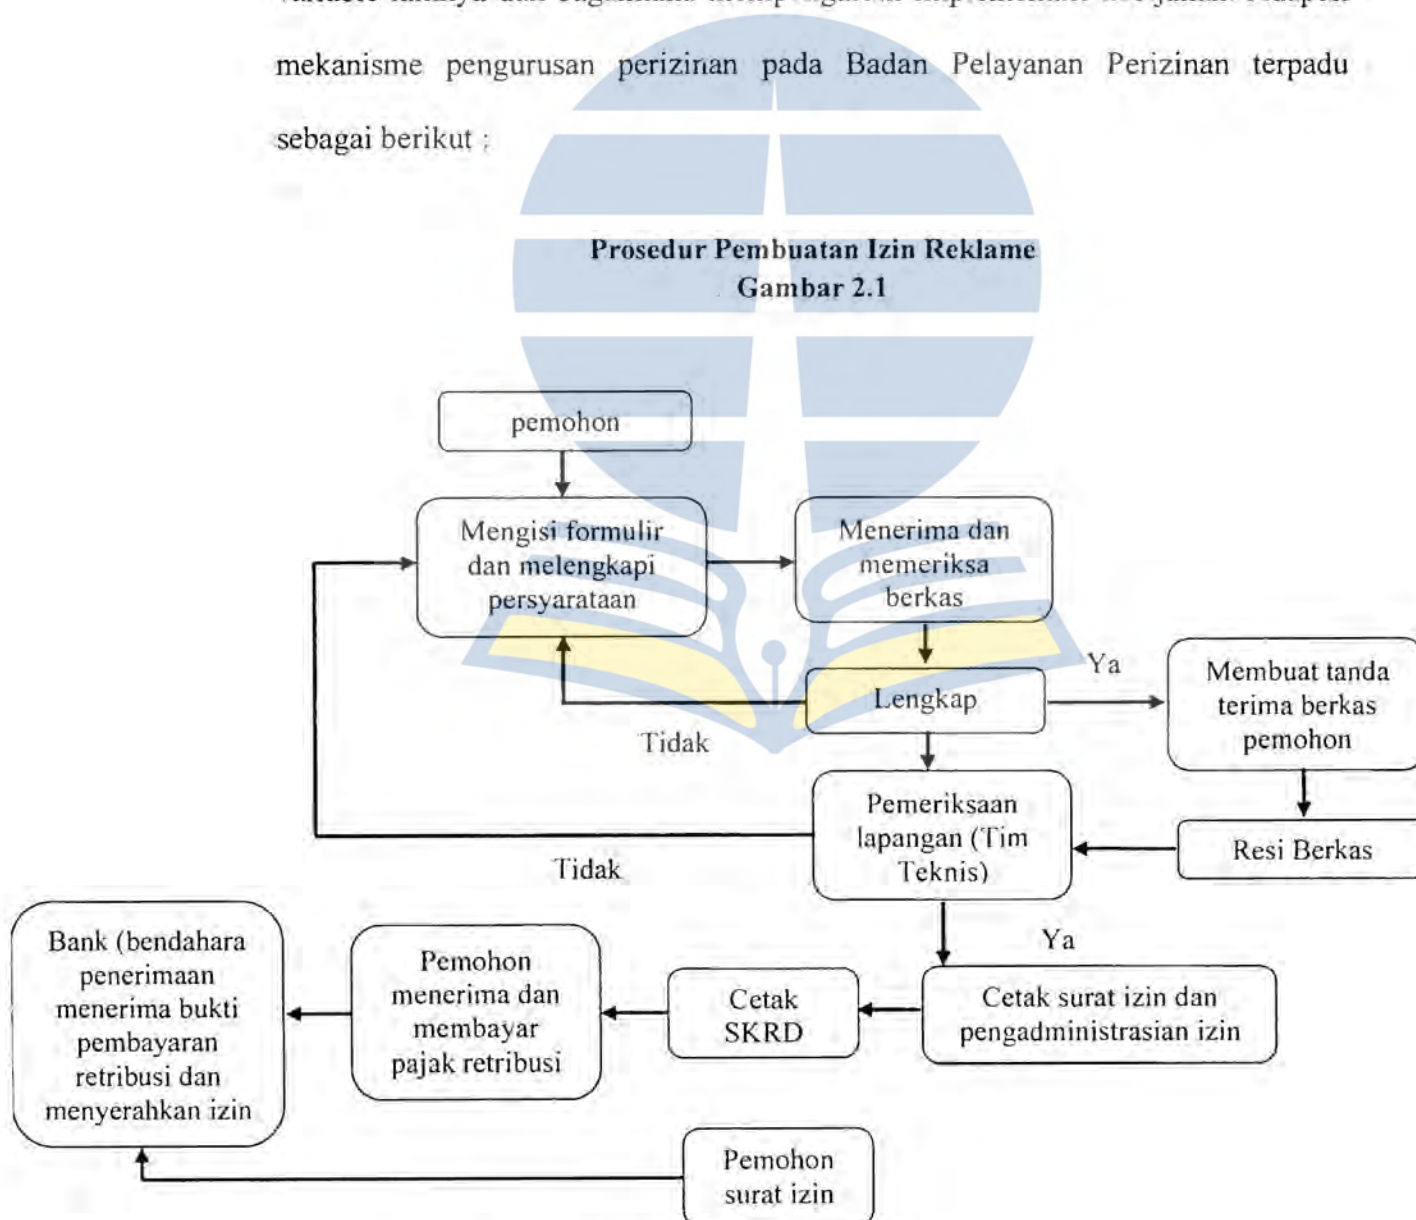 mekanisme pengurusan perizinan pada Badan Pelayanan Perizinan terpadu
sebagai berikut :
Prosedur Pembuatan Izin Reklame
Gambar 2.1
pemohon
Mengisi formulir
dan melengkapi
persyarataan
Menerima dan
memeriksa
berkas
Lengkap
Ya
Membuat tanda
terima berkas
pemohon
Tidak
Pemeriksaan
lapangan (Tim
Teknis)
Resi Berkas
Tidak
Ya
Cetak surat izin dan
pengadministrasian izin
Cetak
SKRD
Pemohon
menerima dan
membayar
pajak retribusi
Bank (bendahara
penerimaan
menerima bukti
pembayaran
retribusi dan
menyerahkan izin
Pemohon
surat izin